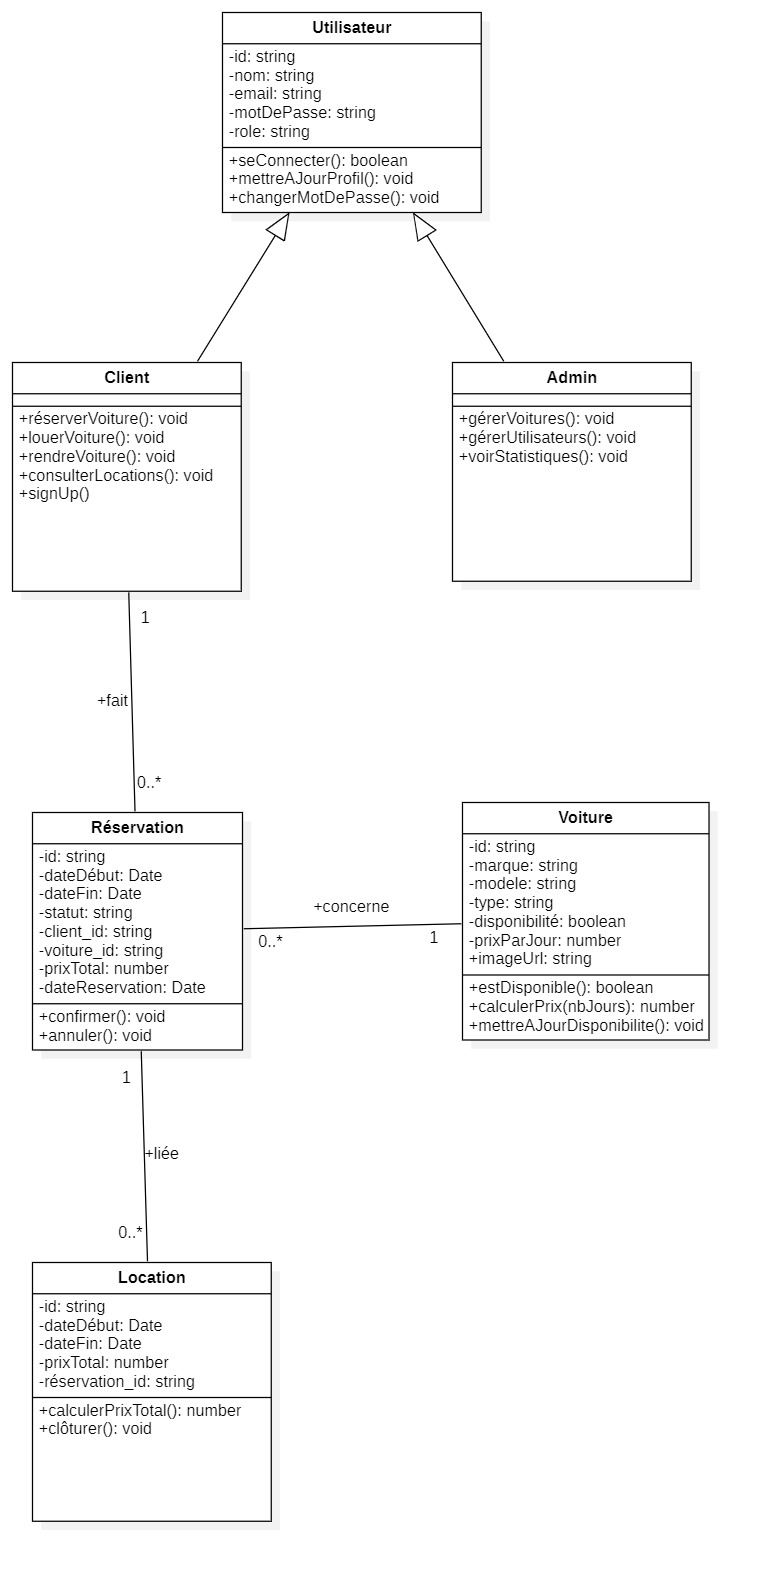 Utilisateur
-id: string
-nom: string
-email: string
-motDePasse: string
-role: string
+seConnecter(): boolean
+mettreAJourProfil(): void
+changerMotDePasse(): void
Client
+réserverVoiture(): void
+louerVoiture(): void
+rendreVoiture(): void
+consulterLocations(): void
+signUp()
Admin
+gérerVoitures(): void
+gérerUtilisateurs(): void
+voirStatistiques(): void
1
+fait
0..*
Réservation
-id: string
-dateDébut: Date
-dateFin: Date
-statut: string
-client_id: string
-voiture_id: string
-prixTotal: number
-dateReservation: Date
+confirmer(): void
+annuler(): void
+concerne
0..*
1
Voiture
-id: string
-marque: string
-modele: string
-type: string
-disponibilité: boolean
-prixParJour: number
+imageUrl: string
+estDisponible(): boolean
+calculerPrix(nbJours): number
+mettreAJourDisponibilite(): void
1
+liée
0..*
Location
-id: string
-dateDébut: Date
-dateFin: Date
-prixTotal: number
-réservation_id: string
+calculerPrixTotal(): number
+clôturer(): void